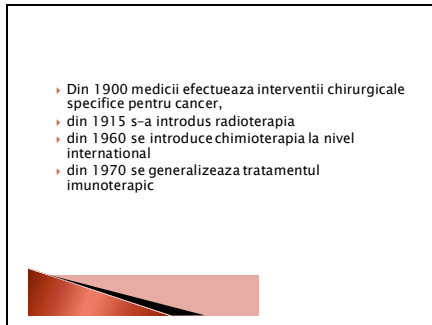 Din 1900 medicii efectueaza interventii chirurgicale
specifice pentru cancer,
din 1915 s-a introdus radioterapia
din 1960 se introduce chimioterapia la nivel
international
din 1970 se generalizeaza tratamentul
imunoterapic